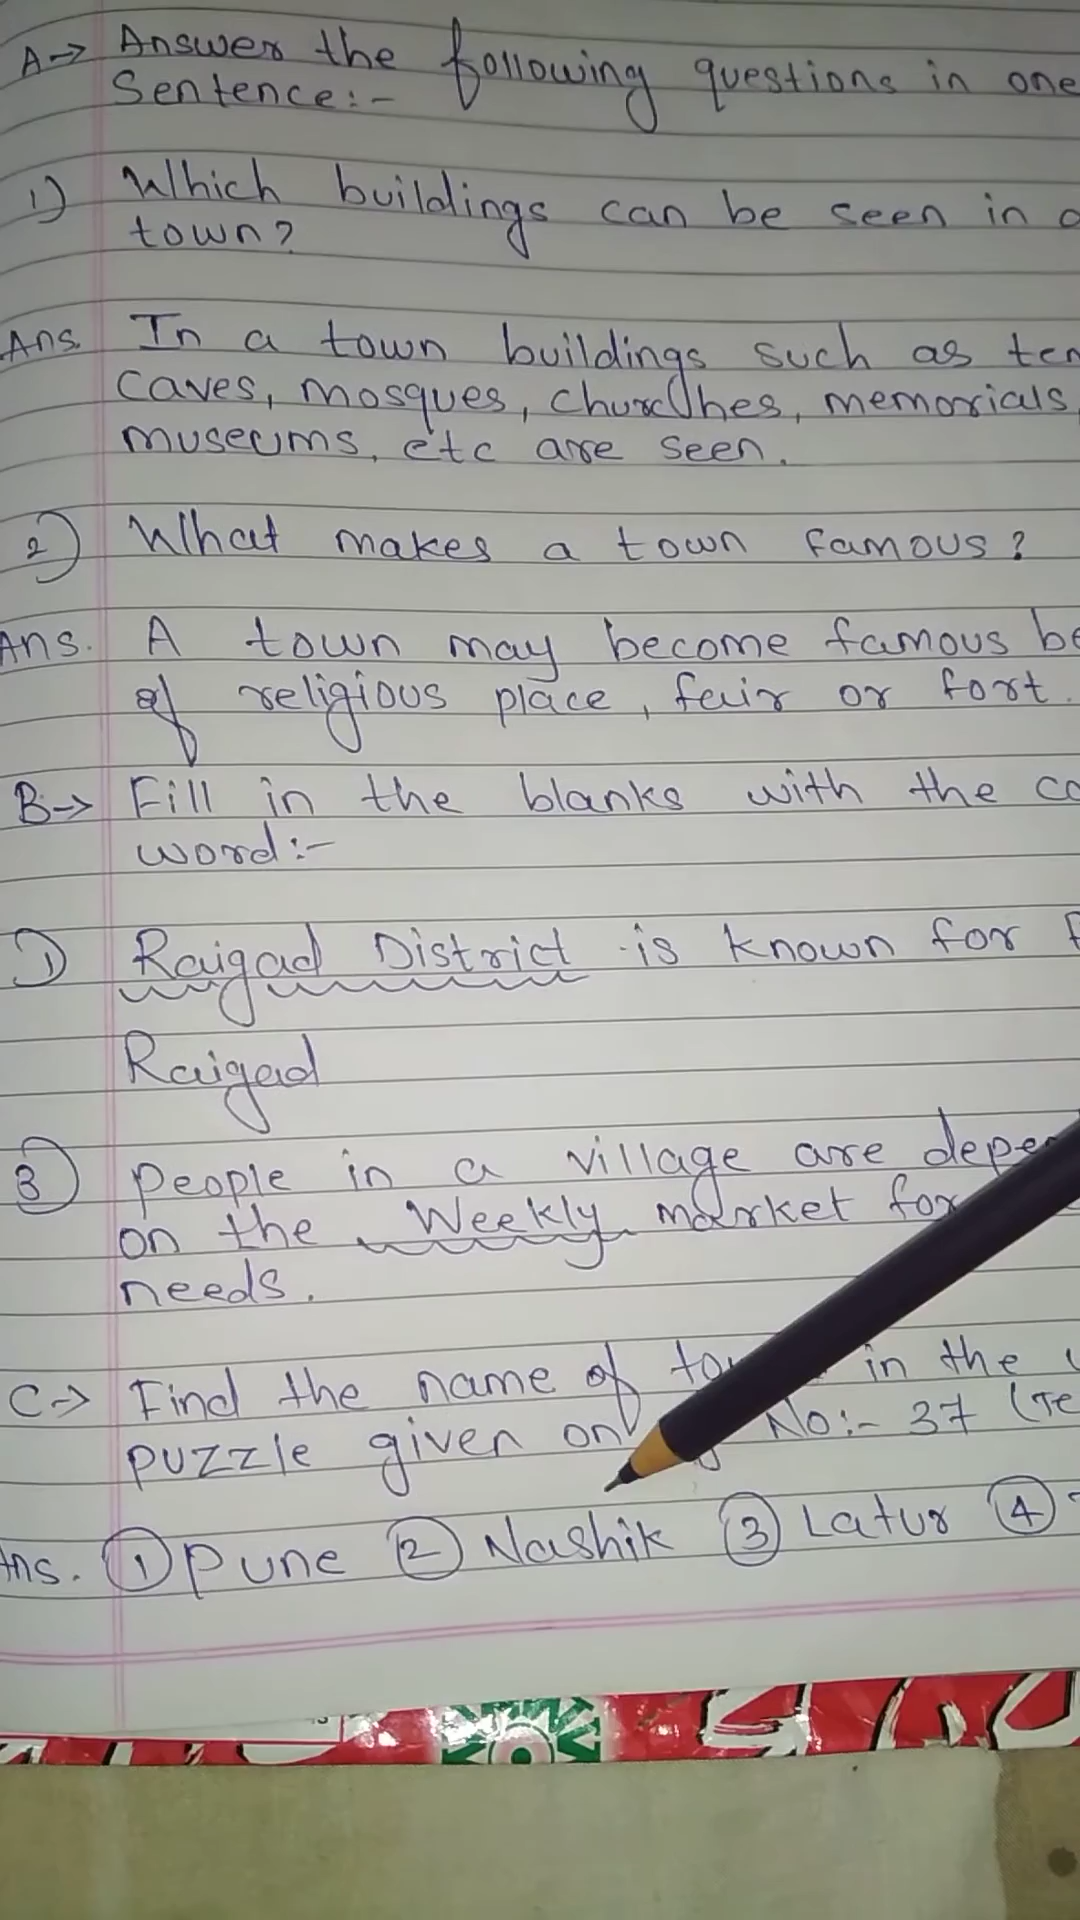 A→ Answer the following questions in one
Sentence:-
1) Which buildings can be seen in a
town?
Ans. In a town buildings such as
Caves, mosques, churches, memorials,
museums, etc are seen.
2) What makes a town famous?
Ans. A town may become famous
of religious place, fair or fort.
B→ Fill in the blanks with the
word:-
1) Raigad District is known for
Raigad
3) people in a village are
on the Weekly market for
needs.
C→ Find the name of in the
puzzle given on No:- 37
Ans. 1 Pune 2 Nashik 3 Latur 4